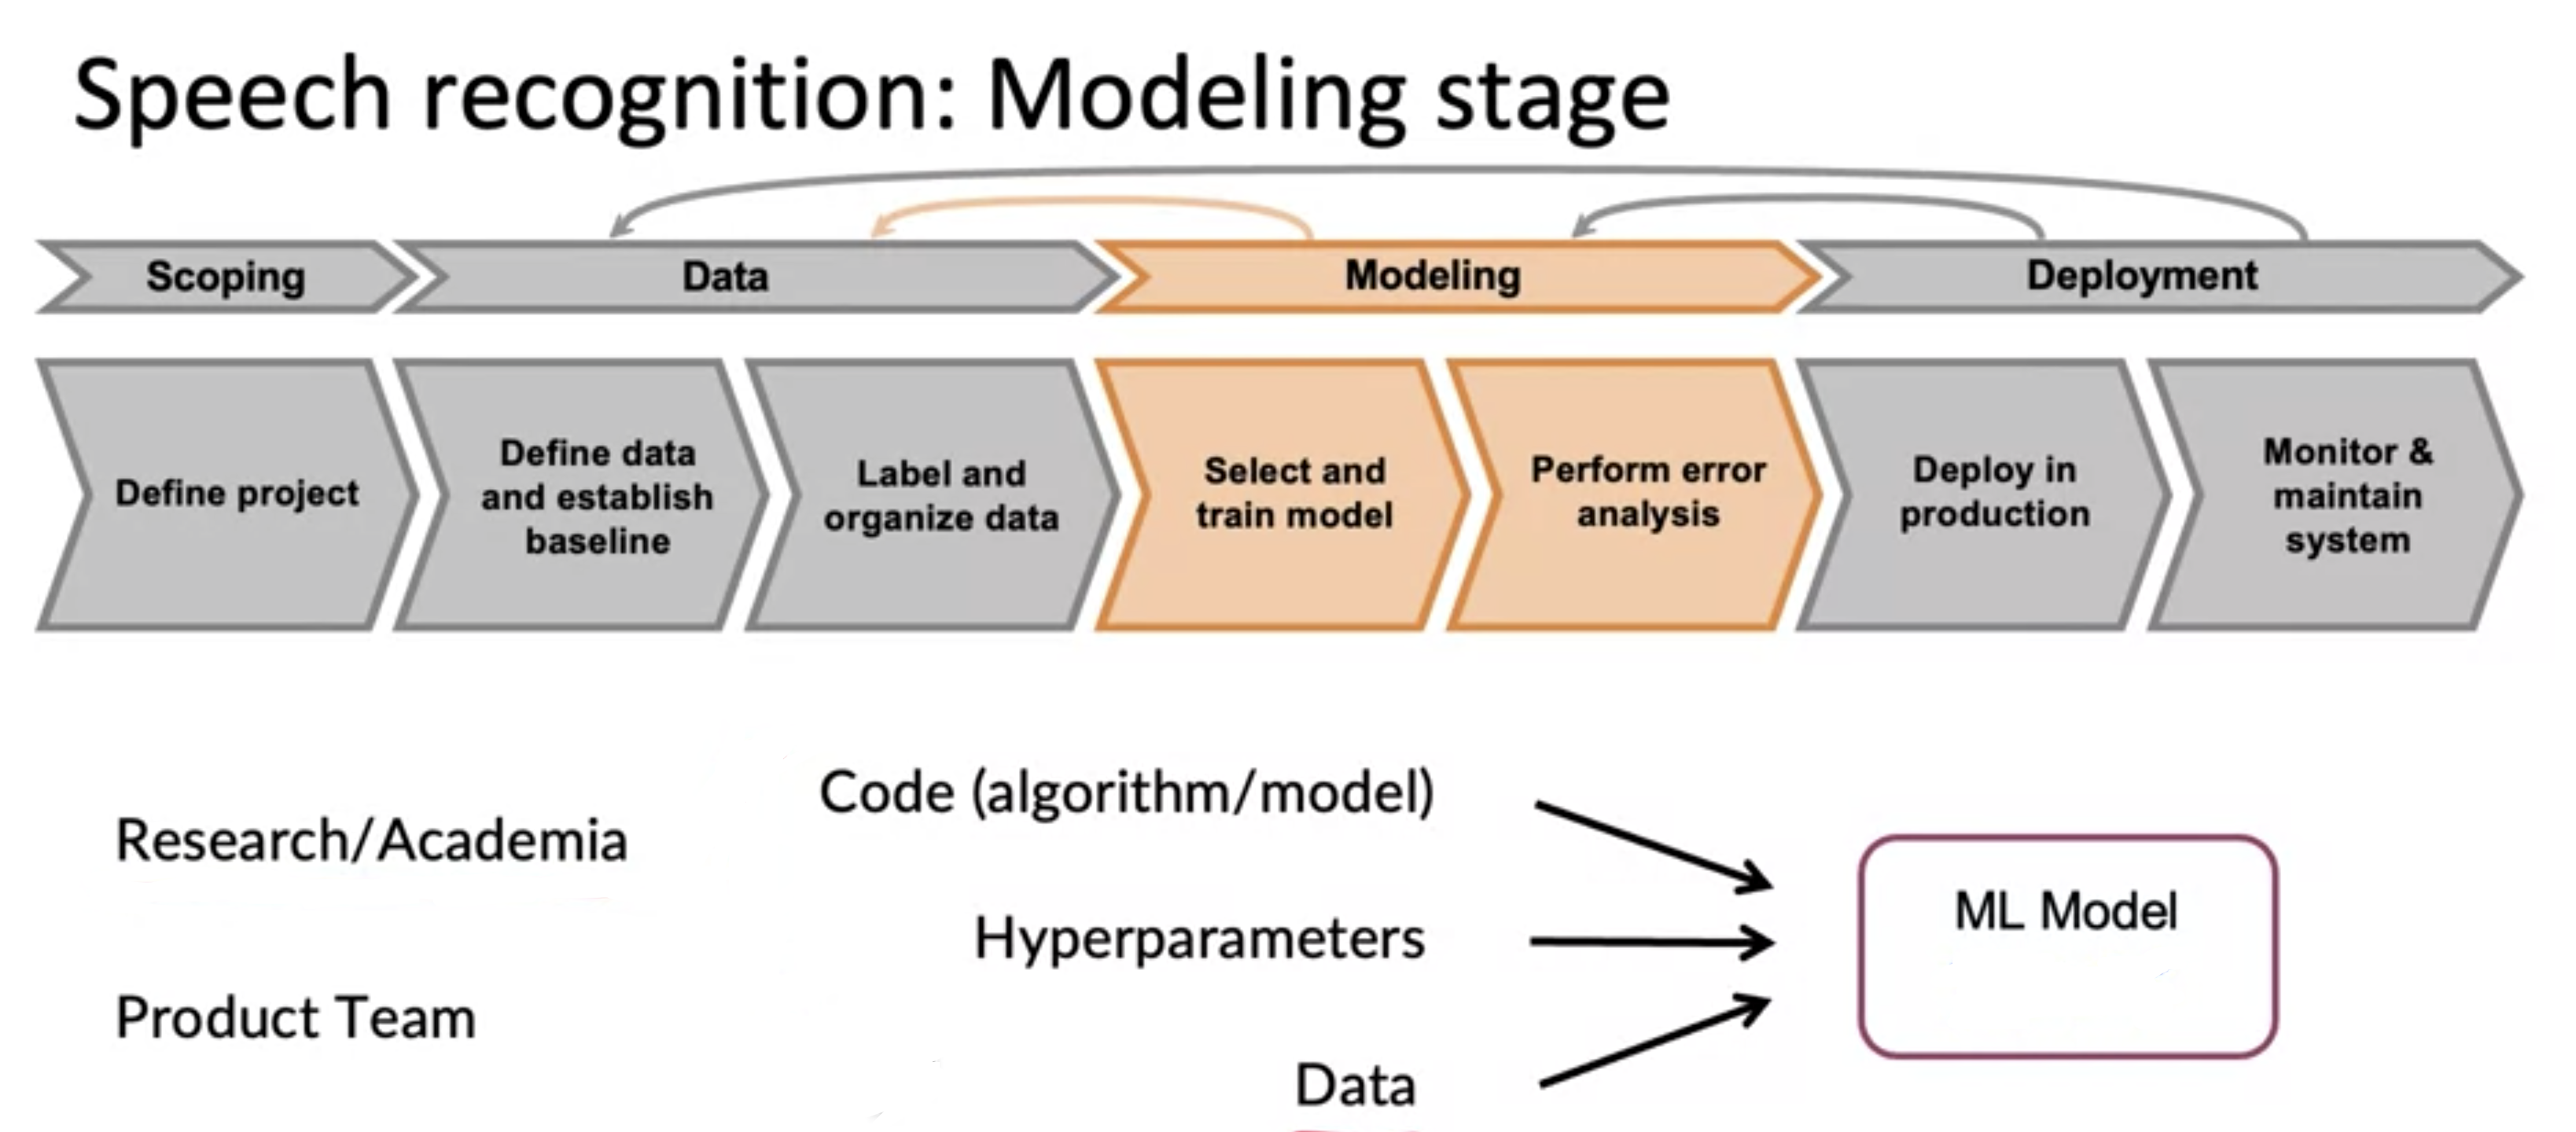 Speech recognition: Modeling stage
Scoping
Data
Modeling
Deployment
Define project
Define data
and establish
baseline
Label and
organize data
Select and
train model
Perform error
analysis
Deploy in
production
Monitor &
maintain
system
Research/Academia
Product Team
Code (algorithm/model)
Hyperparameters
Data
ML Model